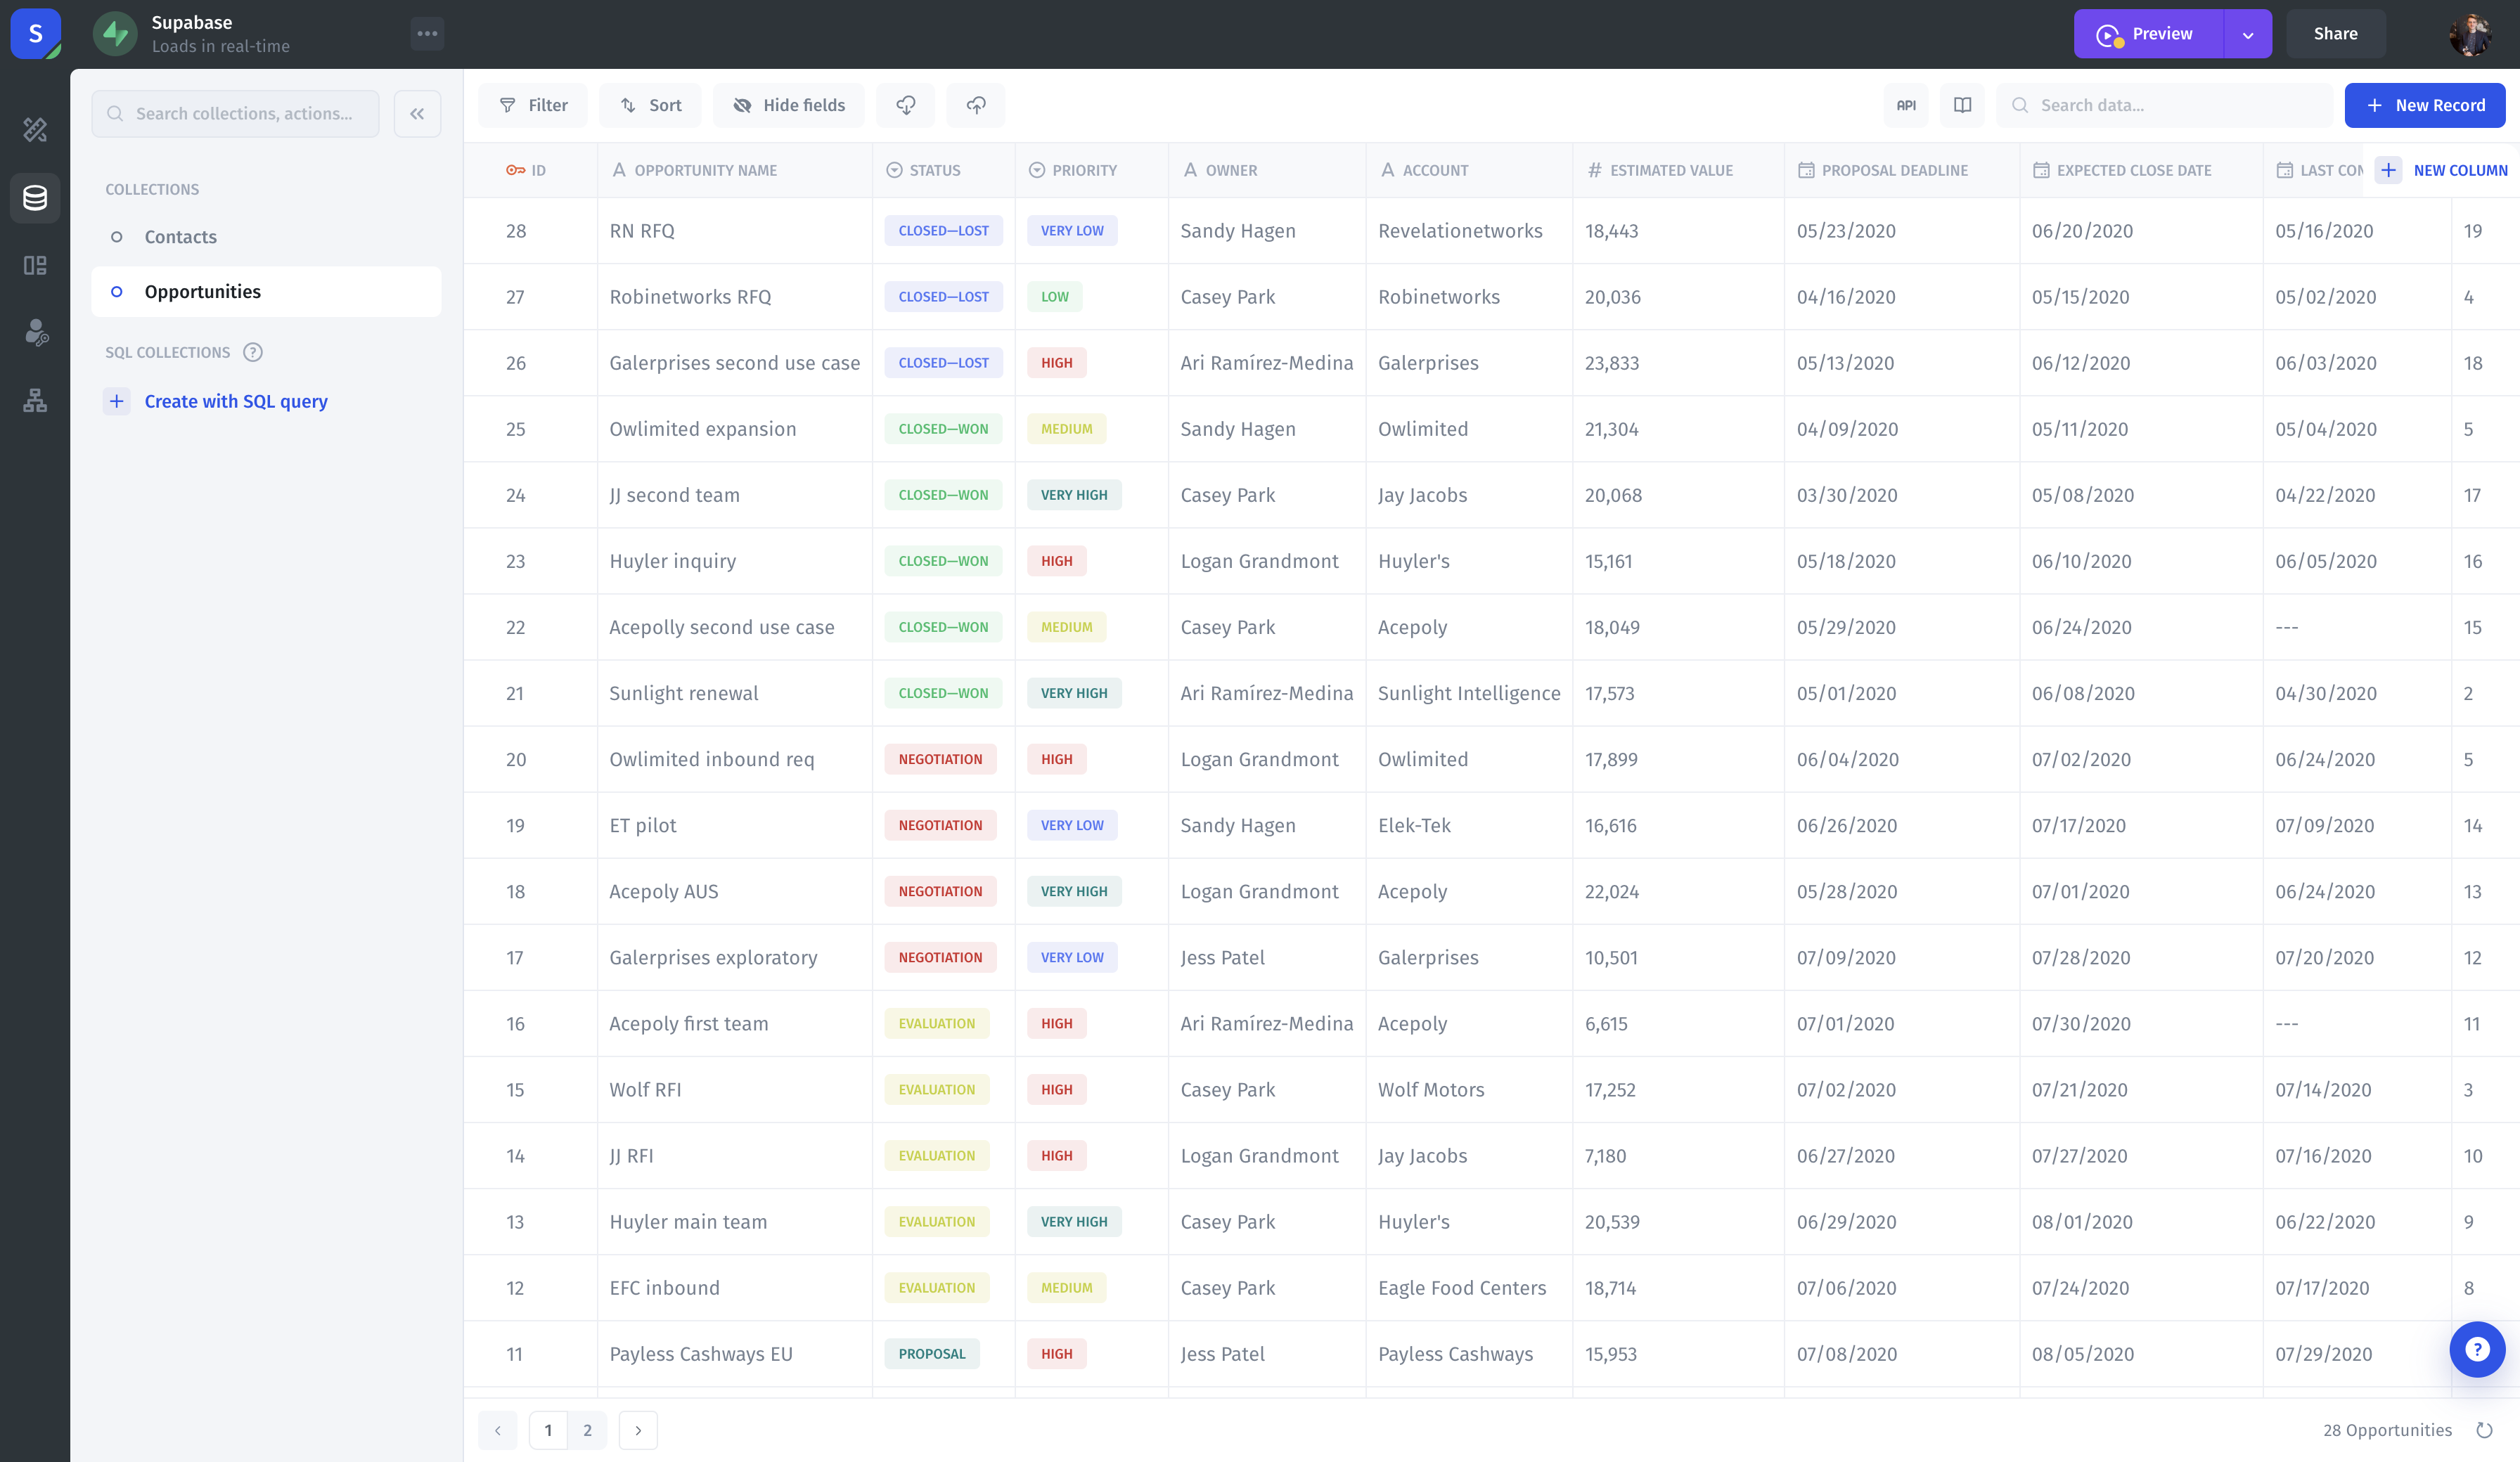 S
Supabase
Loads in real-time
Preview
Share
Search collections, actions...
COLLECTIONS
Contacts
Opportunities
SQL COLLECTIONS ?
+ Create with SQL query
Filter
Sort
Hide fields
API
Search data...
+ New Record
ID A OPPORTUNITY NAME STATUS PRIORITY A OWNER A ACCOUNT # ESTIMATED VALUE PROPOSAL DEADLINE EXPECTED CLOSE DATE LAST CON + NEW COLUMN
28 RN RFQ CLOSED—LOST VERY LOW Sandy Hagen Revelationetworks 18,443 05/23/2020 06/20/2020 05/16/2020 19
27 Robinetworks RFQ CLOSED—LOST LOW Casey Park Robinetworks 20,036 04/16/2020 05/15/2020 05/02/2020 4
26 Galerprises second use case CLOSED—LOST HIGH Ari Ramírez-Medina Galerprises 23,833 05/13/2020 06/12/2020 06/03/2020 18
25 Owlimited expansion CLOSED—WON MEDIUM Sandy Hagen Owlimited 21,304 04/09/2020 05/11/2020 05/04/2020 5
24 JJ second team CLOSED—WON VERY HIGH Casey Park Jay Jacobs 20,068 03/30/2020 05/08/2020 04/22/2020 17
23 Huyler inquiry CLOSED—WON HIGH Logan Grandmont Huyler's 15,161 05/18/2020 06/10/2020 06/05/2020 16
22 Acepolly second use case CLOSED—WON MEDIUM Casey Park Acepoly 18,049 05/29/2020 06/24/2020 --- 15
21 Sunlight renewal CLOSED—WON VERY HIGH Ari Ramírez-Medina Sunlight Intelligence 17,573 05/01/2020 06/08/2020 04/30/2020 2
20 Owlimited inbound req NEGOTIATION HIGH Logan Grandmont Owlimited 17,899 06/04/2020 07/02/2020 06/24/2020 5
19 ET pilot NEGOTIATION VERY LOW Sandy Hagen Elek-Tek 16,616 06/26/2020 07/17/2020 07/09/2020 14
18 Acepoly AUS NEGOTIATION VERY HIGH Logan Grandmont Acepoly 22,024 05/28/2020 07/01/2020 06/24/2020 13
17 Galerprises exploratory NEGOTIATION VERY LOW Jess Patel Galerprises 10,501 07/09/2020 07/28/2020 07/20/2020 12
16 Acepoly first team EVALUATION HIGH Ari Ramírez-Medina Acepoly 6,615 07/01/2020 07/30/2020 --- 11
15 Wolf RFI EVALUATION HIGH Casey Park Wolf Motors 17,252 07/02/2020 07/21/2020 07/14/2020 3
14 JJ RFI EVALUATION HIGH Logan Grandmont Jay Jacobs 7,180 06/27/2020 07/27/2020 07/16/2020 10
13 Huyler main team EVALUATION VERY HIGH Casey Park Huyler's 20,539 06/29/2020 08/01/2020 06/22/2020 9
12 EFC inbound EVALUATION MEDIUM Casey Park Eagle Food Centers 18,714 07/06/2020 07/24/2020 07/17/2020 8
11 Payless Cashways EU PROPOSAL HIGH Jess Patel Payless Cashways 15,953 07/08/2020 08/05/2020 07/29/2020
?
1 2
28 Opportunities